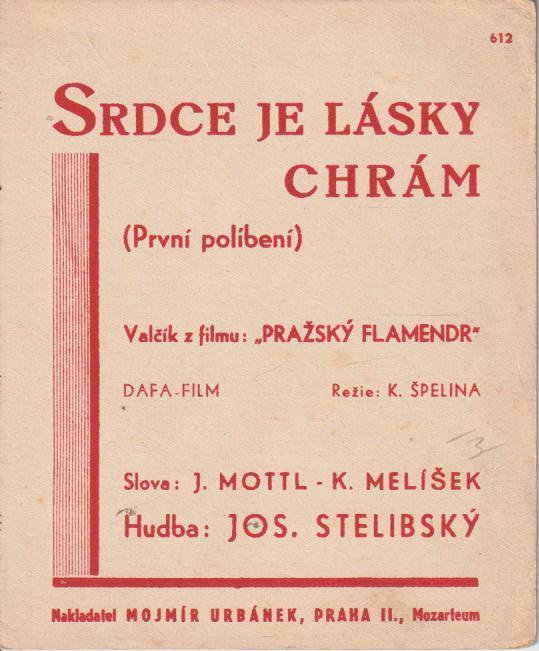 612
SRDCE JE LÁSKY
CHRÁM
(První políbení)
Valčík z filmu: „PRAŽSKÝ FLAMENDR"
DAFA-FILM Režie: K. ŠPELINA
Slova: J. MOTTL - K. MELÍŠEK
Hudba: JOS. STELIBSKÝ
Nakladatel MOJMÍR URBÁNEK, PRAHA II., Mozarteum